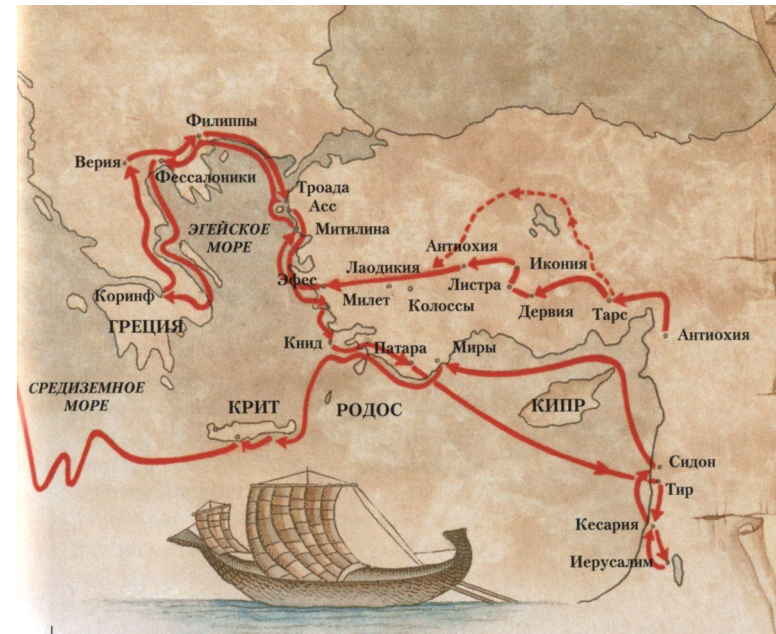 Филиппы
Верия
Фессалоники
Троада
Асс
ЭГЕЙСКОЕ
МОРЕ
Митилина
Антиохия
Икония
Лаодикия
Эфес
Листра
Милет
Колоссы
Дервия
Тарс
Коринф
ГРЕЦИЯ
Антиохия
Книд
Патара
Миры
СРЕДИЗЕМНОЕ
МОРЕ
КРИТ
РОДОС
КИПР
Сидон
Тир
Кесария
Иерусалим